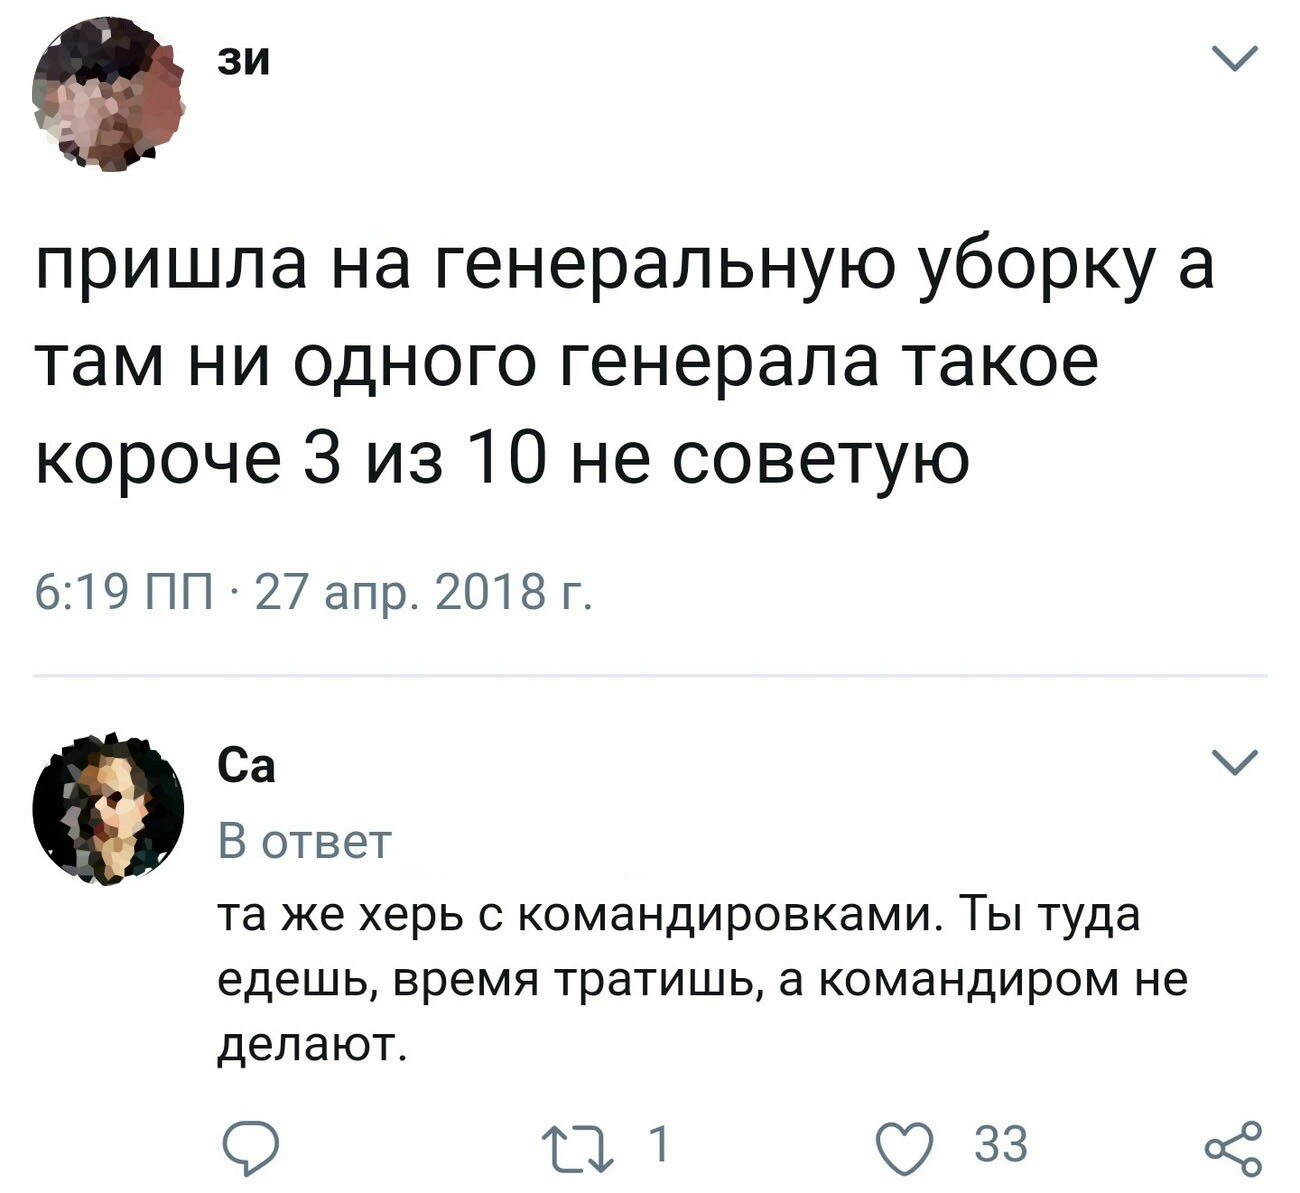 зи
пришла на генеральную уборку а
там ни одного генерала такое
короче 3 из 10 не советую
6:19 ПП · 27 апр. 2018 г.
Са
В ответ
та же херь с командировками. Ты туда
едешь, время тратишь, а командиром не
делают.
1 33